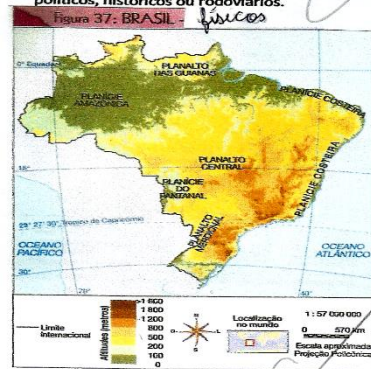 políticos, históricos ou rodoviários.
Figura 37: BRASIL - físicos
0° Equador
PLANALTO
DAS GUIANAS
PLANÍCIE COSTEIRA
PLANÍCIE
AMAZÔNICA
PLANALTO
CENTRAL
15°
PLANÍCIE
DO
PANTANAL
PLANÍCIE COSTEIRA
23° 27' 30" Trópico de Capricórnio
PLANALTO
MERIDIONAL
OCEANO
PACÍFICO
OCEANO
ATLÂNTICO
30°
40°
Limite
internacional
Altitudes (metros)
1 800
1 200
500
200
100
0
O
L
Localização
no mundo
1 : 57 000 000
0 570 km
Escala aproximada
Projeção Policônica